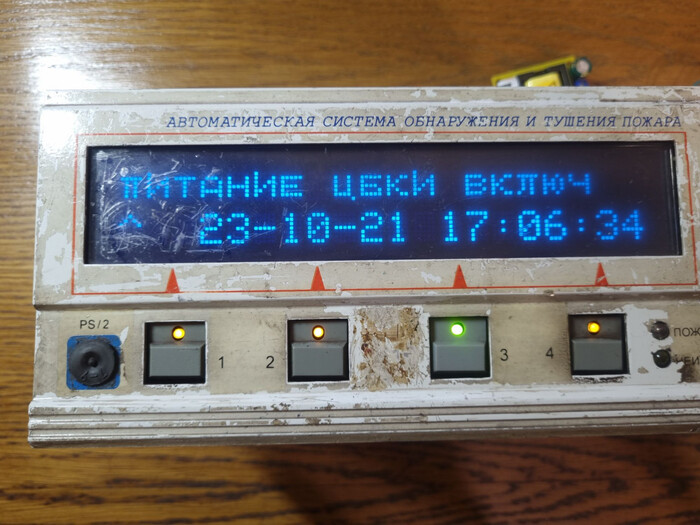 АВТОМАТИЧЕСКАЯ СИСТЕМА ОБНАРУЖЕНИЯ И ТУШЕНИЯ ПОЖАРА
ПИТАНИЕ ЦБКИ ВКЛЮЧ
^ 23-10-21 17:06:34
PS/2
1
2
3
4
ПОЖ